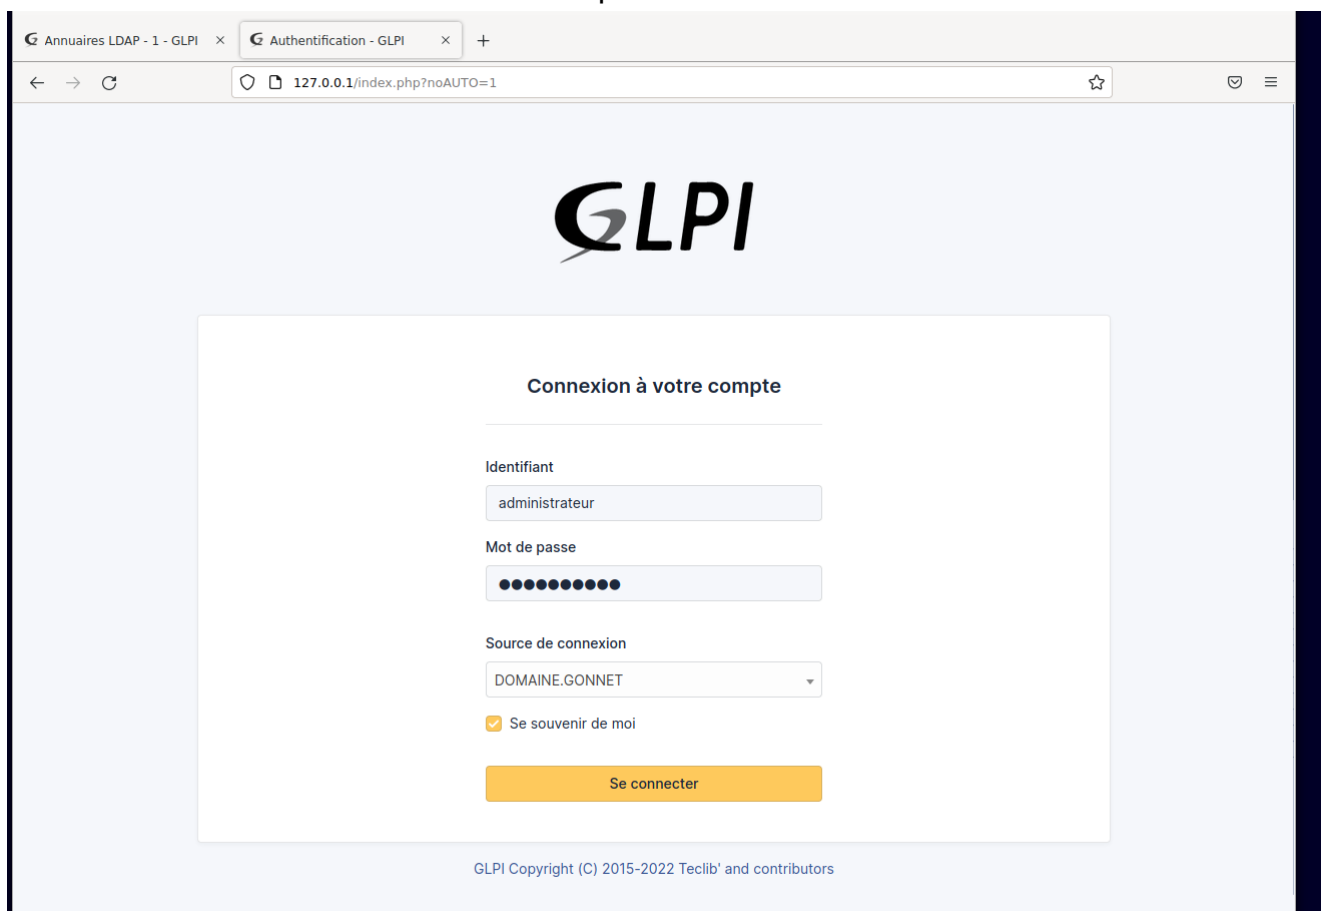 Annuaires LDAP - 1 - GLPI × Authentification - GLPI × +
127.0.0.1/index.php?noAUTO=1
GLPI
Connexion à votre compte
Identifiant
administrateur
Mot de passe
●●●●●●●●●●
Source de connexion
DOMAINE.GONNET
Se souvenir de moi
Se connecter
GLPI Copyright (C) 2015-2022 Teclib' and contributors